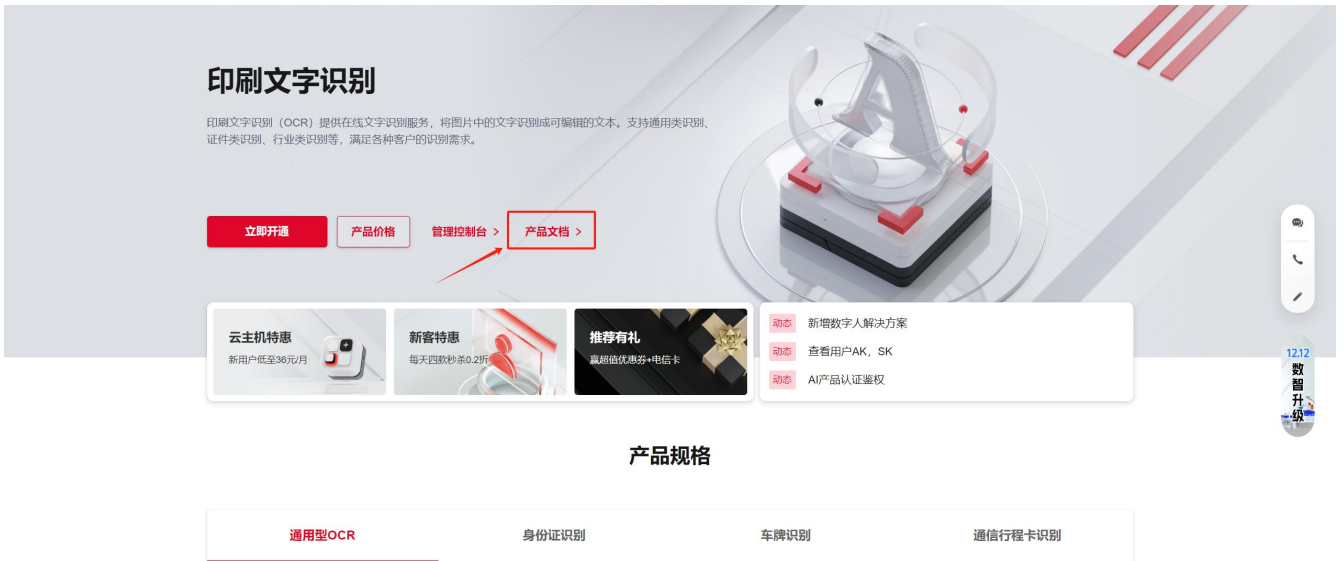 印刷文字识别
印刷文字识别（OCR）提供在线文字识别服务，将图片中的文字识别成可编辑的文本。支持通用类识别、
证件类识别、行业类识别等，满足各种客户的识别需求。
立即开通 产品价格 管理控制台 > 产品文档 >
云主机特惠
新用户低至36元/月
新客特惠
每天四款秒杀0.2折
推荐有礼
赢超值优惠券+电信卡
动态 新增数字人解决方案
动态 查看用户AK，SK
动态 AI产品认证鉴权
12.12
数
智
升
级
产品规格
通用型OCR 身份证识别 车牌识别 通信行程卡识别